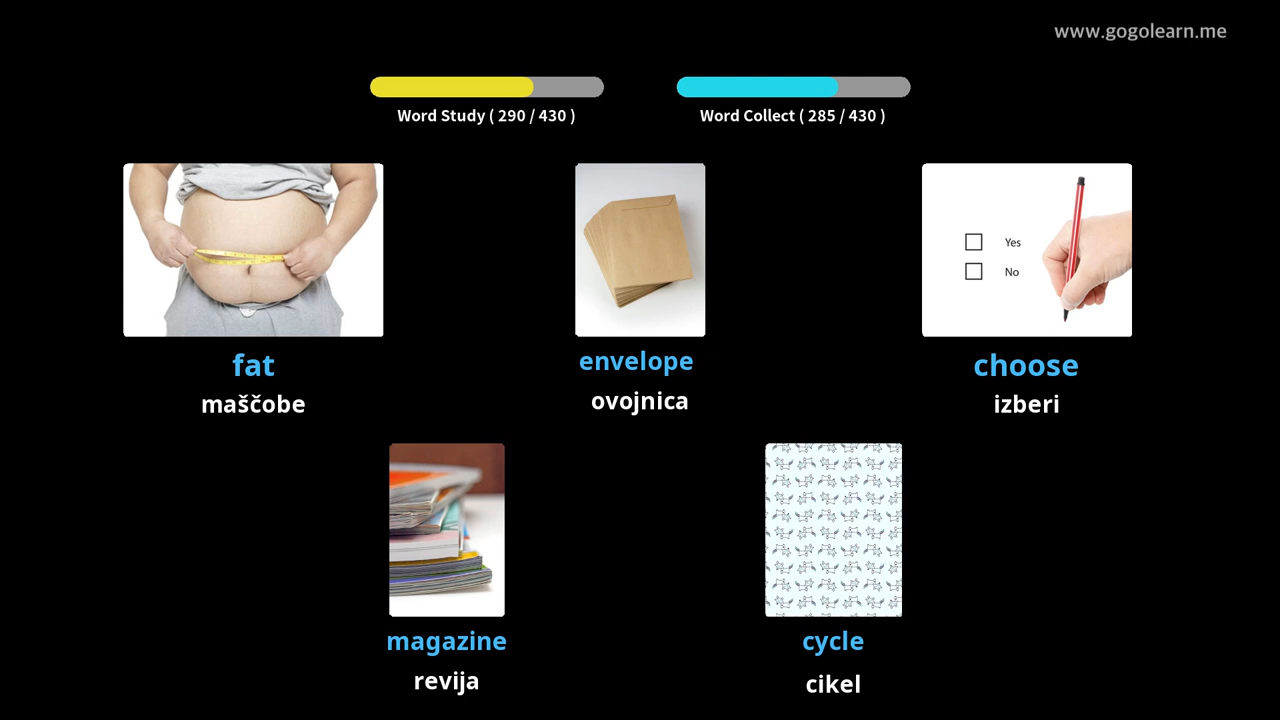 www.gogolearn.me
Word Study ( 290 / 430 )
Word Collect ( 285 / 430 )
Yes
No
fat
maščobe
envelope
ovojnica
choose
izberi
magazine
revija
cycle
cikel